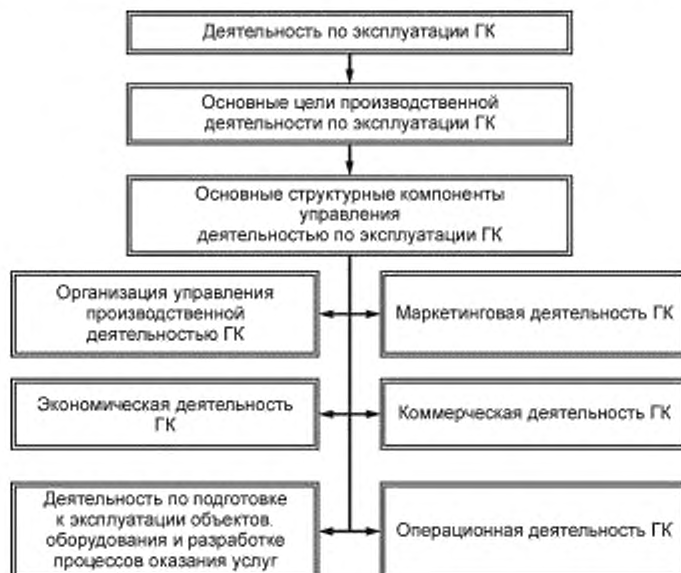 Деятельность по эксплуатации ГК
Основные цели производственной
деятельности по эксплуатации ГК
Основные структурные компоненты
управления
деятельностью по эксплуатации ГК
Организация управления
производственной
деятельностью ГК
Маркетинговая деятельность ГК
Экономическая деятельность
ГК
Коммерческая деятельность ГК
Деятельность по подготовке
к эксплуатации объектов.
оборудования и разработке
процессов оказания услуг
Операционная деятельность ГК